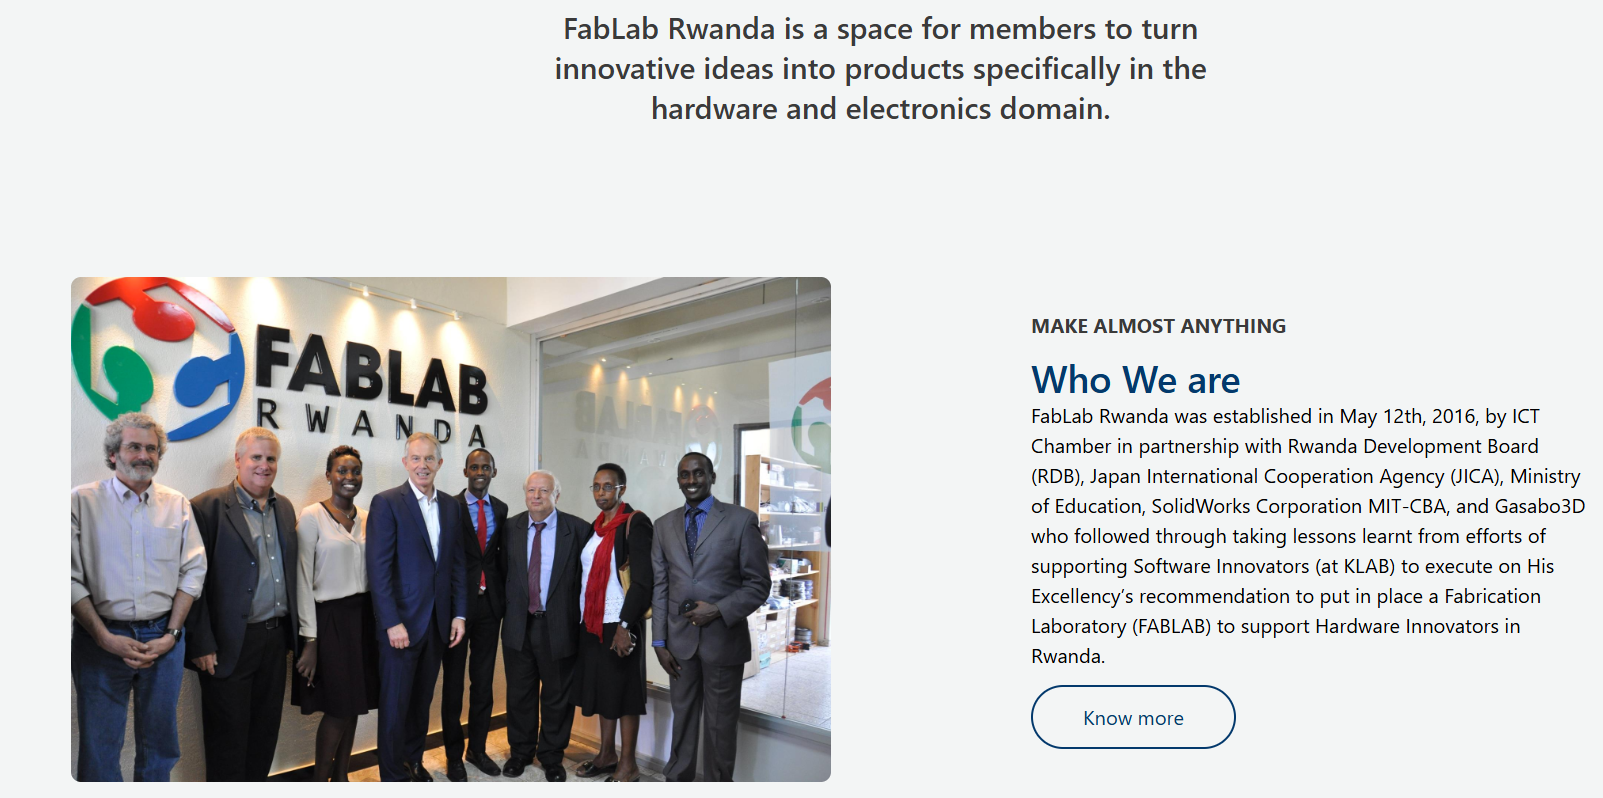 FabLab Rwanda is a space for members to turn
innovative ideas into products specifically in the
hardware and electronics domain.
FABLAB
RWANDA
MAKE ALMOST ANYTHING
Who We are
FabLab Rwanda was established in May 12th, 2016, by ICT
Chamber in partnership with Rwanda Development Board
(RDB), Japan International Cooperation Agency (JICA), Ministry
of Education, SolidWorks Corporation MIT-CBA, and Gasabo3D
who followed through taking lessons learnt from efforts of
supporting Software Innovators (at KLAB) to execute on His
Excellency’s recommendation to put in place a Fabrication
Laboratory (FABLAB) to support Hardware Innovators in
Rwanda.
Know more